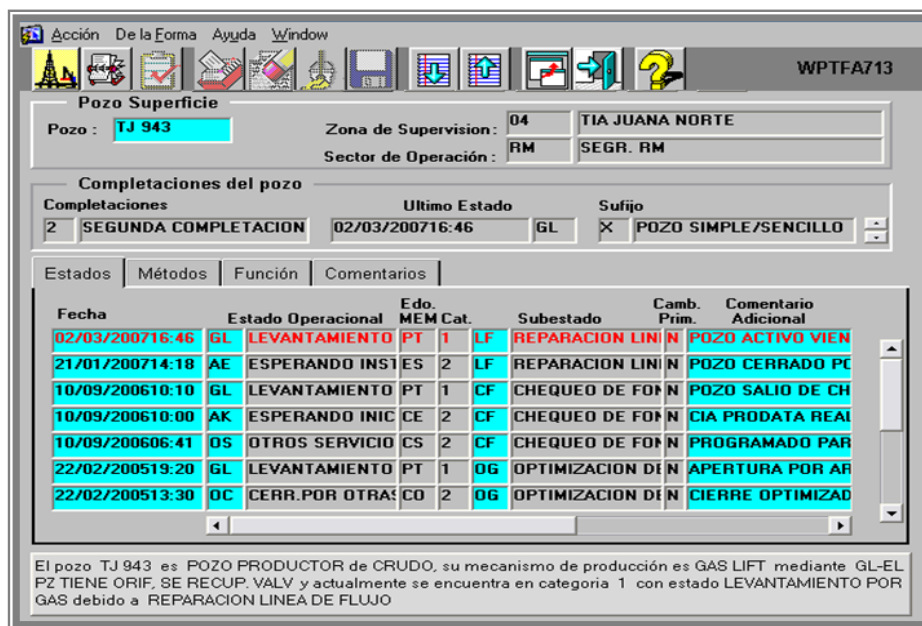 Acción De la Forma Ayuda Window
WPTFA713
Pozo Superficie
Pozo : TJ 943 Zona de Supervision : 04 TIA JUANA NORTE
Sector de Operación : RM SEGR. RM
Completaciones del pozo
Completaciones Ultimo Estado Sufijo
2 SEGUNDA COMPLETACION 02/03/200716:46 GL X POZO SIMPLE/SENCILLO
Estados Métodos Función Comentarios
Fecha Estado Operacional Edo. MEM Cat. Subestado Camb. Prim. Comentario Adicional
02/03/200716:46 GL LEVANTAMIENTO PT 1 LF REPARACION LINI N POZO ACTIVO VIEN
21/01/200714:18 AE ESPERANDO INST ES 2 LF REPARACION LINI N POZO CERRADO PO
10/09/200610:10 GL LEVANTAMIENTO PT 1 CF CHEQUEO DE FON N POZO SALIO DE CH
10/09/200610:00 AK ESPERANDO INIC CE 2 CF CHEQUEO DE FON N CIA PRODATA REAL
10/09/200606:41 OS OTROS SERVICIO CS 2 CF CHEQUEO DE FON N PROGRAMADO PAR
22/02/200519:20 GL LEVANTAMIENTO PT 1 OG OPTIMIZACION DE N APERTURA POR AR
22/02/200513:30 OC CERR.POR OTRAS CO 2 OG OPTIMIZACION DE N CIERRE OPTIMIZAD
El pozo TJ 943 es POZO PRODUCTOR de CRUDO, su mecanismo de producción es GAS LIFT mediante GL-EL
PZ TIENE ORIF, SE RECUP. VALV y actualmente se encuentra en categoria 1 con estado LEVANTAMIENTO POR
GAS debido a REPARACION LINEA DE FLUJO